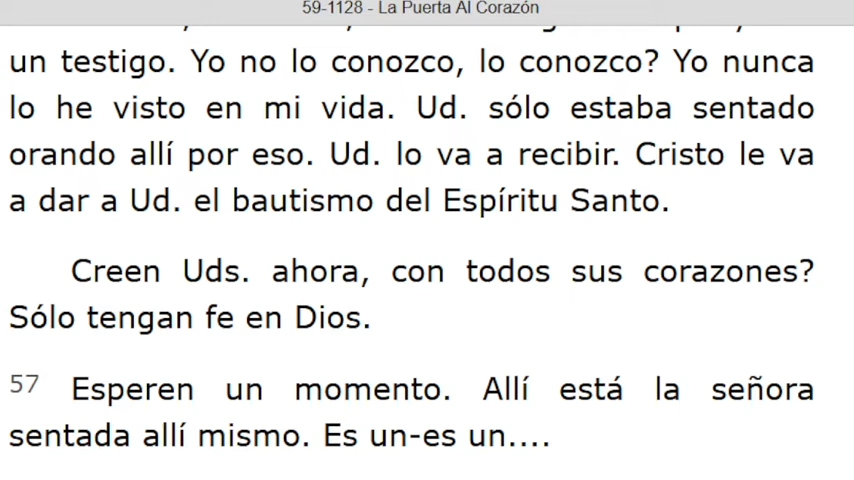 59-1128 - La Puerta Al Corazón
un testigo. Yo no lo conozco, lo conozco? Yo nunca
lo he visto en mi vida. Ud. sólo estaba sentado
orando allí por eso. Ud. lo va a recibir. Cristo le va
a dar a Ud. el bautismo del Espíritu Santo.
Creen Uds. ahora, con todos sus corazones?
Sólo tengan fe en Dios.
57 Esperen un momento. Allí está la señora
sentada allí mismo. Es un-es un....